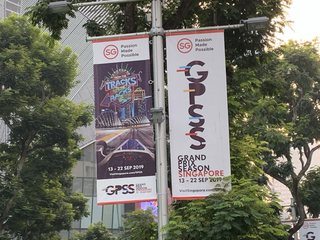 SG
Passion
Made
Possible
TRACKS
13 - 22 SEP 2019
GPSS
SG
Passion
Made
Possible
GPSS
GRAND
PRIX
SEASON
SINGAPORE
13 - 22 SEP 2019